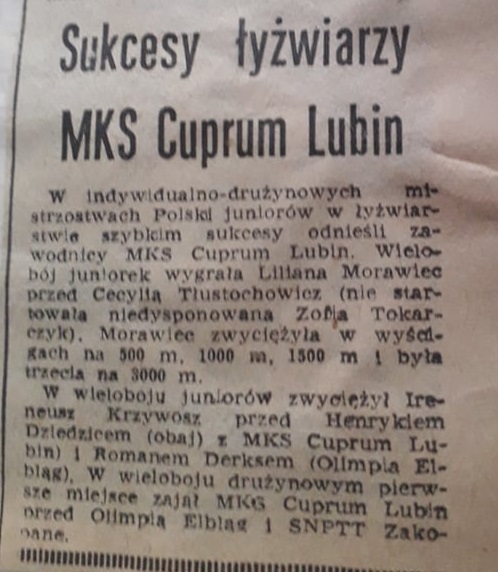 Sukcesy łyżwiarzy
MKS Cuprum Lubin
W indywidualno-drużynowych mi-
strzostwach Polski juniorów w łyżwiar-
stwie szybkim sukcesy odnieśli za-
wodnicy MKS Cuprum Lubin. Wielo-
bój juniorek wygrała Liliana Morawiec
przed Cecylią Tłustochowicz (nie star-
towała niedysponowana Zofia Tokar-
czyk). Morawiec zwyciężyła w wyści-
gach na 500 m, 1000 m, 1500 m i była
trzecia na 3000 m.
W wieloboju juniorów zwyciężył Ire-
neusz Krzywosz przed Henrykiem
Dziedzicem (obaj) z MKS Cuprum Lu-
bin) i Romanem Derksem (Olimpia El-
bląg). W wieloboju drużynowym pierw-
sze miejsce zajął MKG Cuprum Lubin
przed Olimpią Elbląg i SNPTT Zako-
pane.